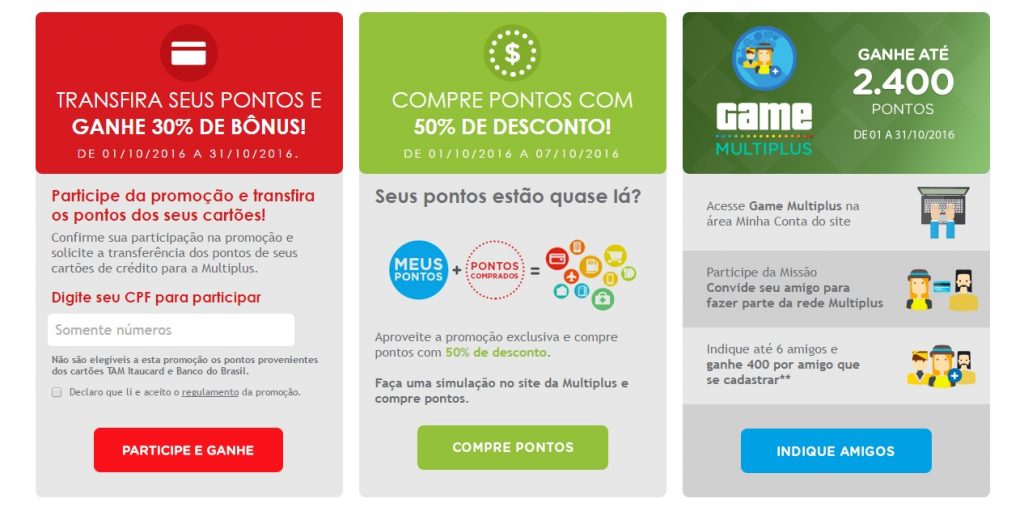 TRANSFIRA SEUS PONTOS E
GANHE 30% DE BÔNUS!
DE 01/10/2016 A 31/10/2016.
Participe da promoção e transfira
os pontos dos seus cartões!
Confirme sua participação na promoção e
solicite a transferência dos pontos de seus
cartões de crédito para a Multiplus.
Digite seu CPF para participar
Somente números
Não são elegíveis a esta promoção os pontos provenientes
dos cartões TAM Itaucard e Banco do Brasil.
Declaro que lí e aceito o regulamento da promoção.
PARTICIPE E GANHE
$
COMPRE PONTOS COM
50% DE DESCONTO!
DE 01/10/2016 A 07/10/2016
Seus pontos estão quase lá?
MEUS
PONTOS
+
PONTOS
COMPRADOS
=
Aproveite a promoção exclusiva e compre
pontos com 50% de desconto.
Faça uma simulação no site da Multiplus e
compre pontos.
COMPRE PONTOS
GAME
MULTIPLUS
GANHE ATÉ
2.400
PONTOS
DE 01 A 31/10/2016
Acesse Game Multiplus na
área Minha Conta do site
Participe da Missão
Convide seu amigo para
fazer parte da rede Multiplus
Indique até 6 amigos e
ganhe 400 por amigo que
se cadastrar**
INDIQUE AMIGOS